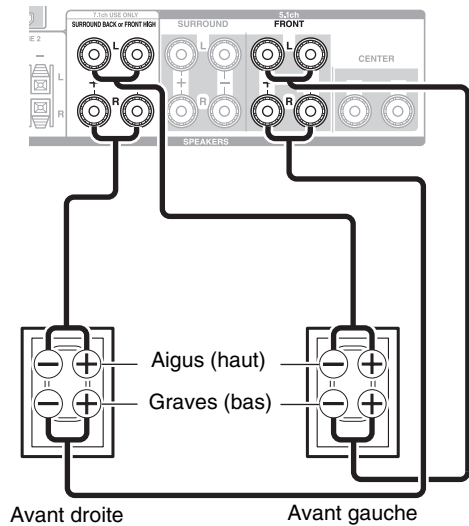 7.1ch USE ONLY
SURROUND BACK or FRONT HIGH
SURROUND
5.1ch
FRONT
CENTER
E 2
L
R
L
R
L
R
L
R
SPEAKERS
Aigus (haut)
Graves (bas)
Avant droite
Avant gauche